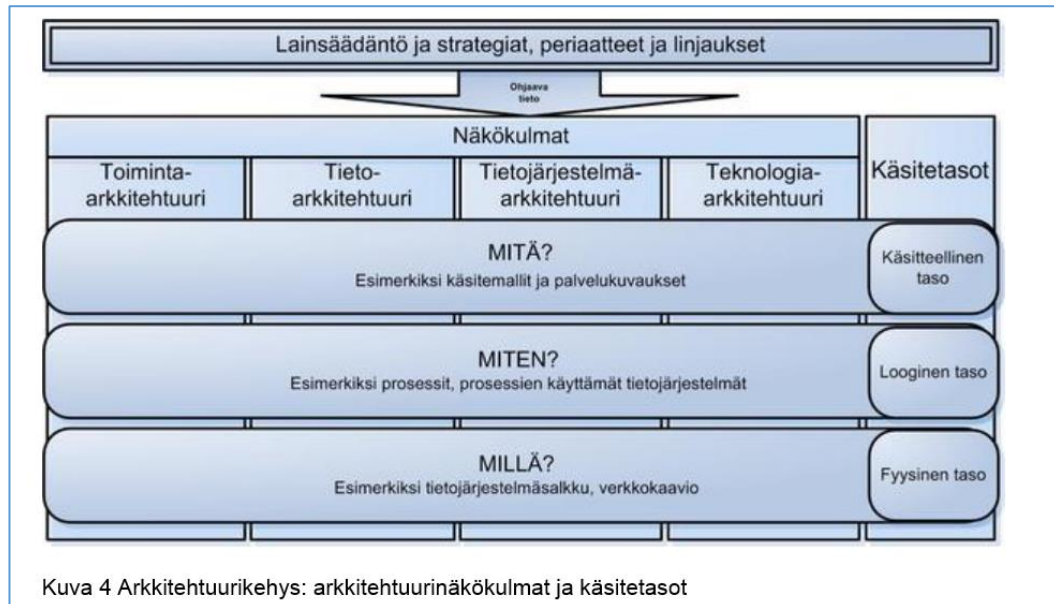 Lainsäädäntö ja strategiat, periaatteet ja linjaukset
Ohjaava
tieto
Näkökulmat
Toiminta-
arkkitehtuuri
Tieto-
arkkitehtuuri
Tietojärjestelmä-
arkkitehtuuri
Teknologia-
arkkitehtuuri
Käsitetasot
MITÄ?
Esimerkiksi käsitemallit ja palvelukuvaukset
Käsitteellinen
taso
MITEN?
Esimerkiksi prosessit, prosessien käyttämät tietojärjestelmät
Looginen taso
MILLÄ?
Esimerkiksi tietojärjestelmäsalkku, verkkokaavio
Fyysinen taso
Kuva 4 Arkkitehtuurikehys: arkkitehtuurinäkökulmat ja käsitetasot